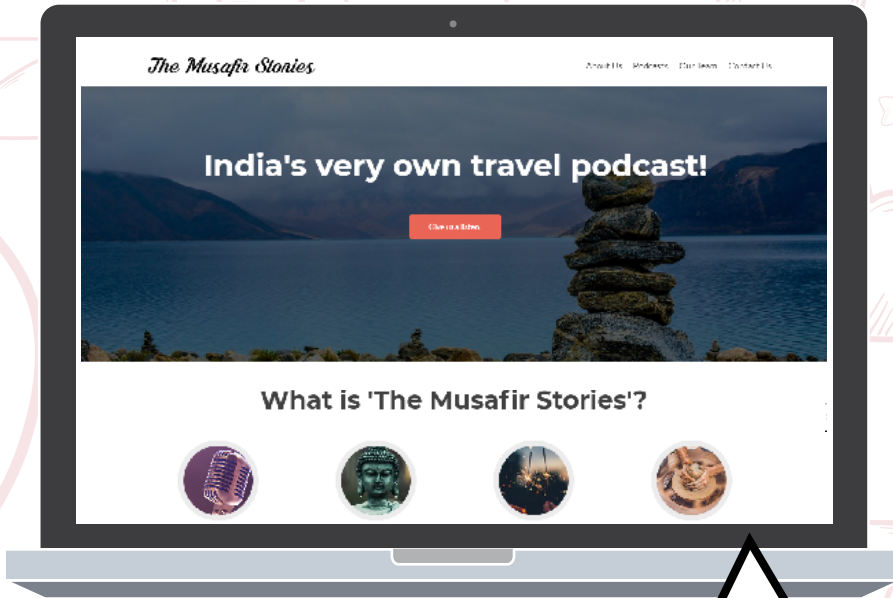 The Musafir Stories
About Us Podcasts Our Team Contact Us
India's very own travel podcast!
Give us a listen
What is 'The Musafir Stories'?